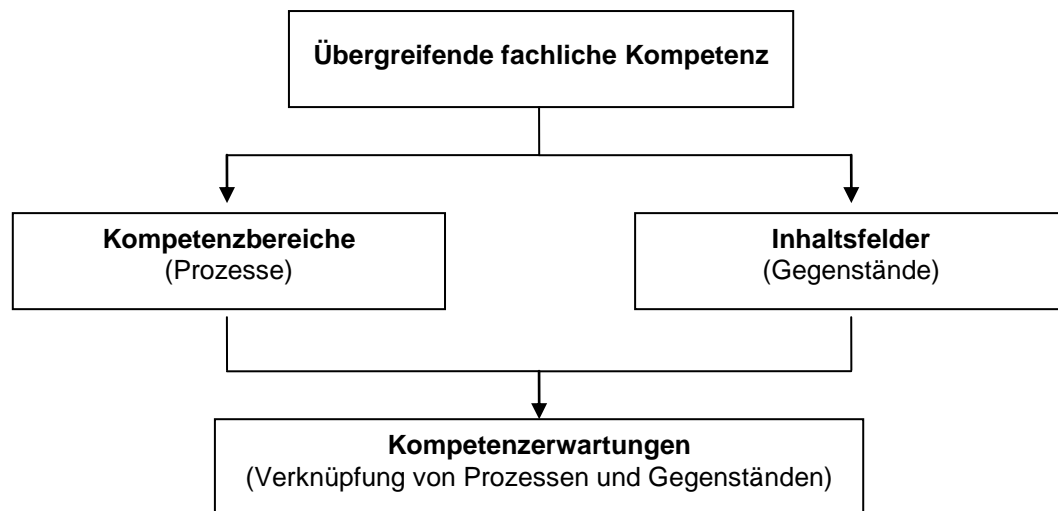 Übergreifende fachliche Kompetenz
Kompetenzbereiche
(Prozesse)
Inhaltsfelder
(Gegenstände)
Kompetenzerwartungen
(Verknüpfung von Prozessen und Gegenständen)